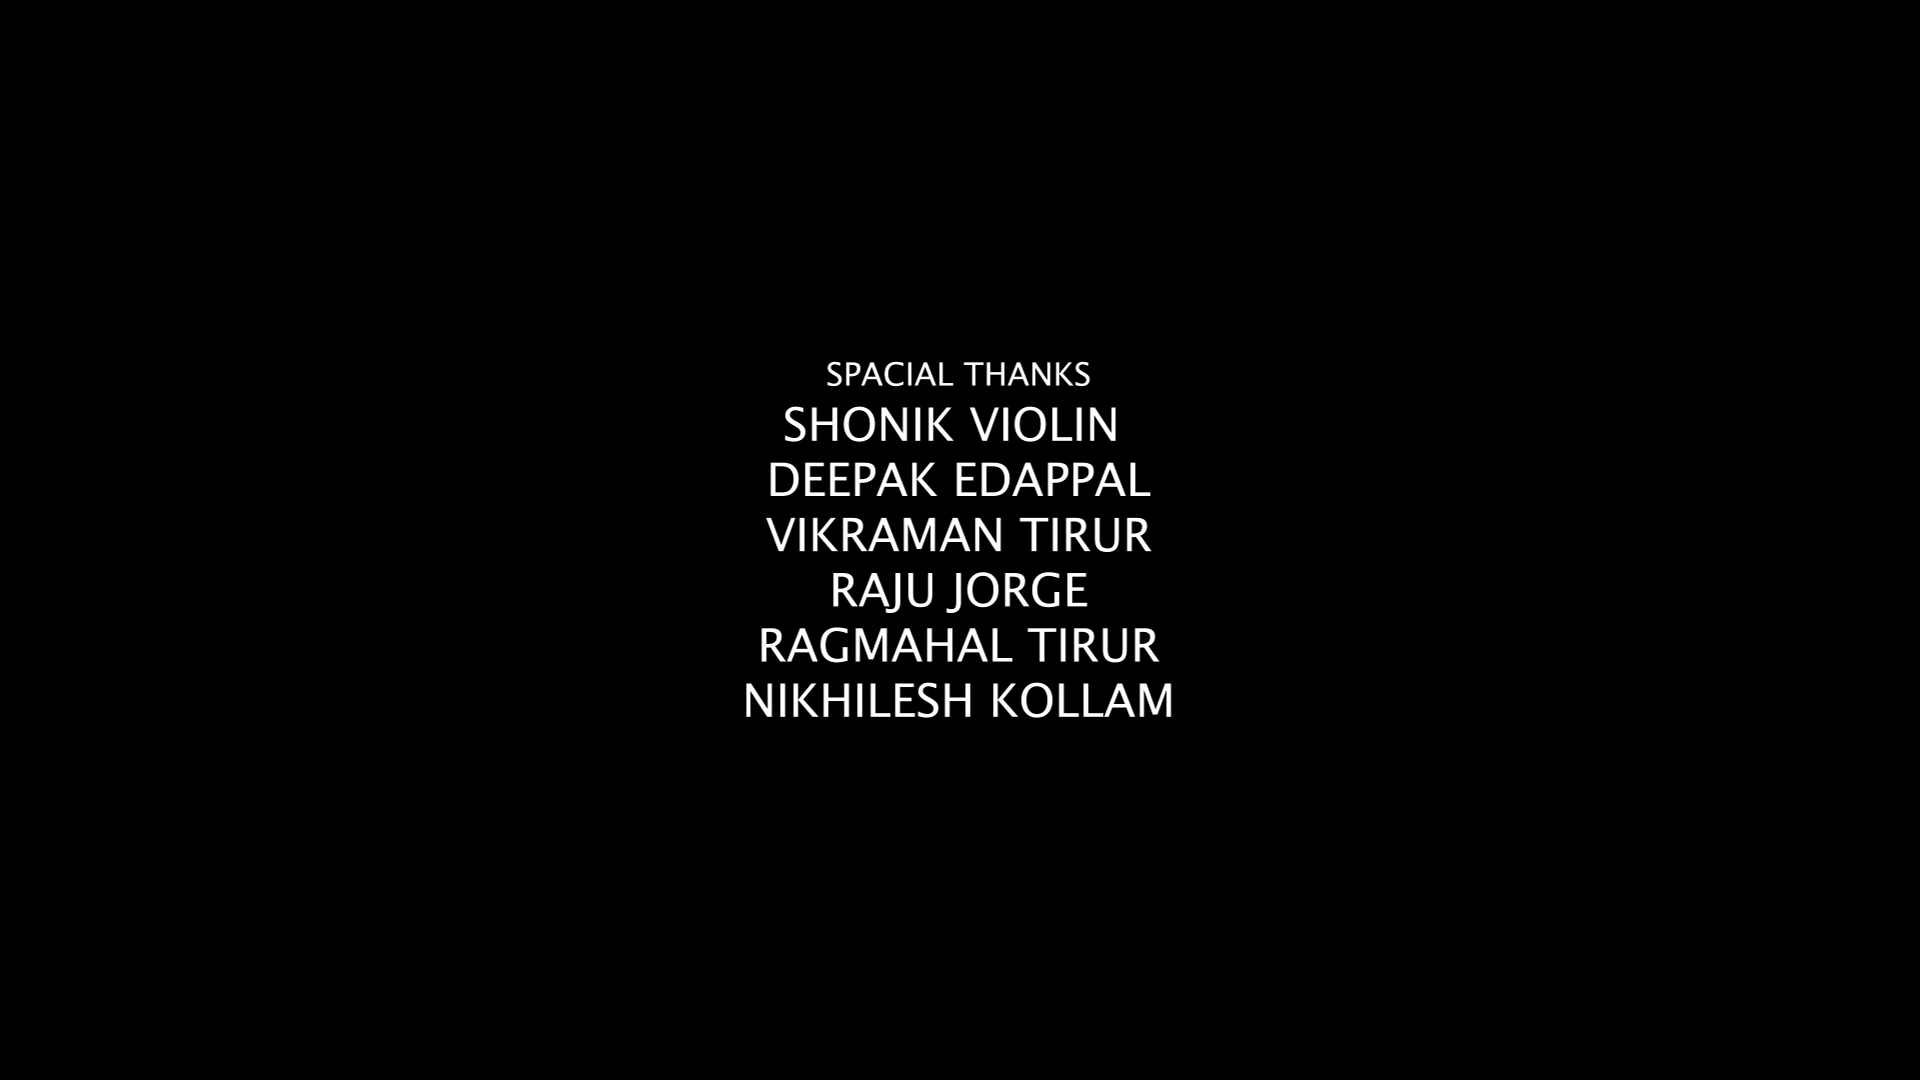 SPACIAL THANKS
SHONIK VIOLIN
DEEPAK EDAPPAL
VIKRAMAN TIRUR
RAJU JORGE
RAGMAHAL TIRUR
NIKHILESH KOLLAM